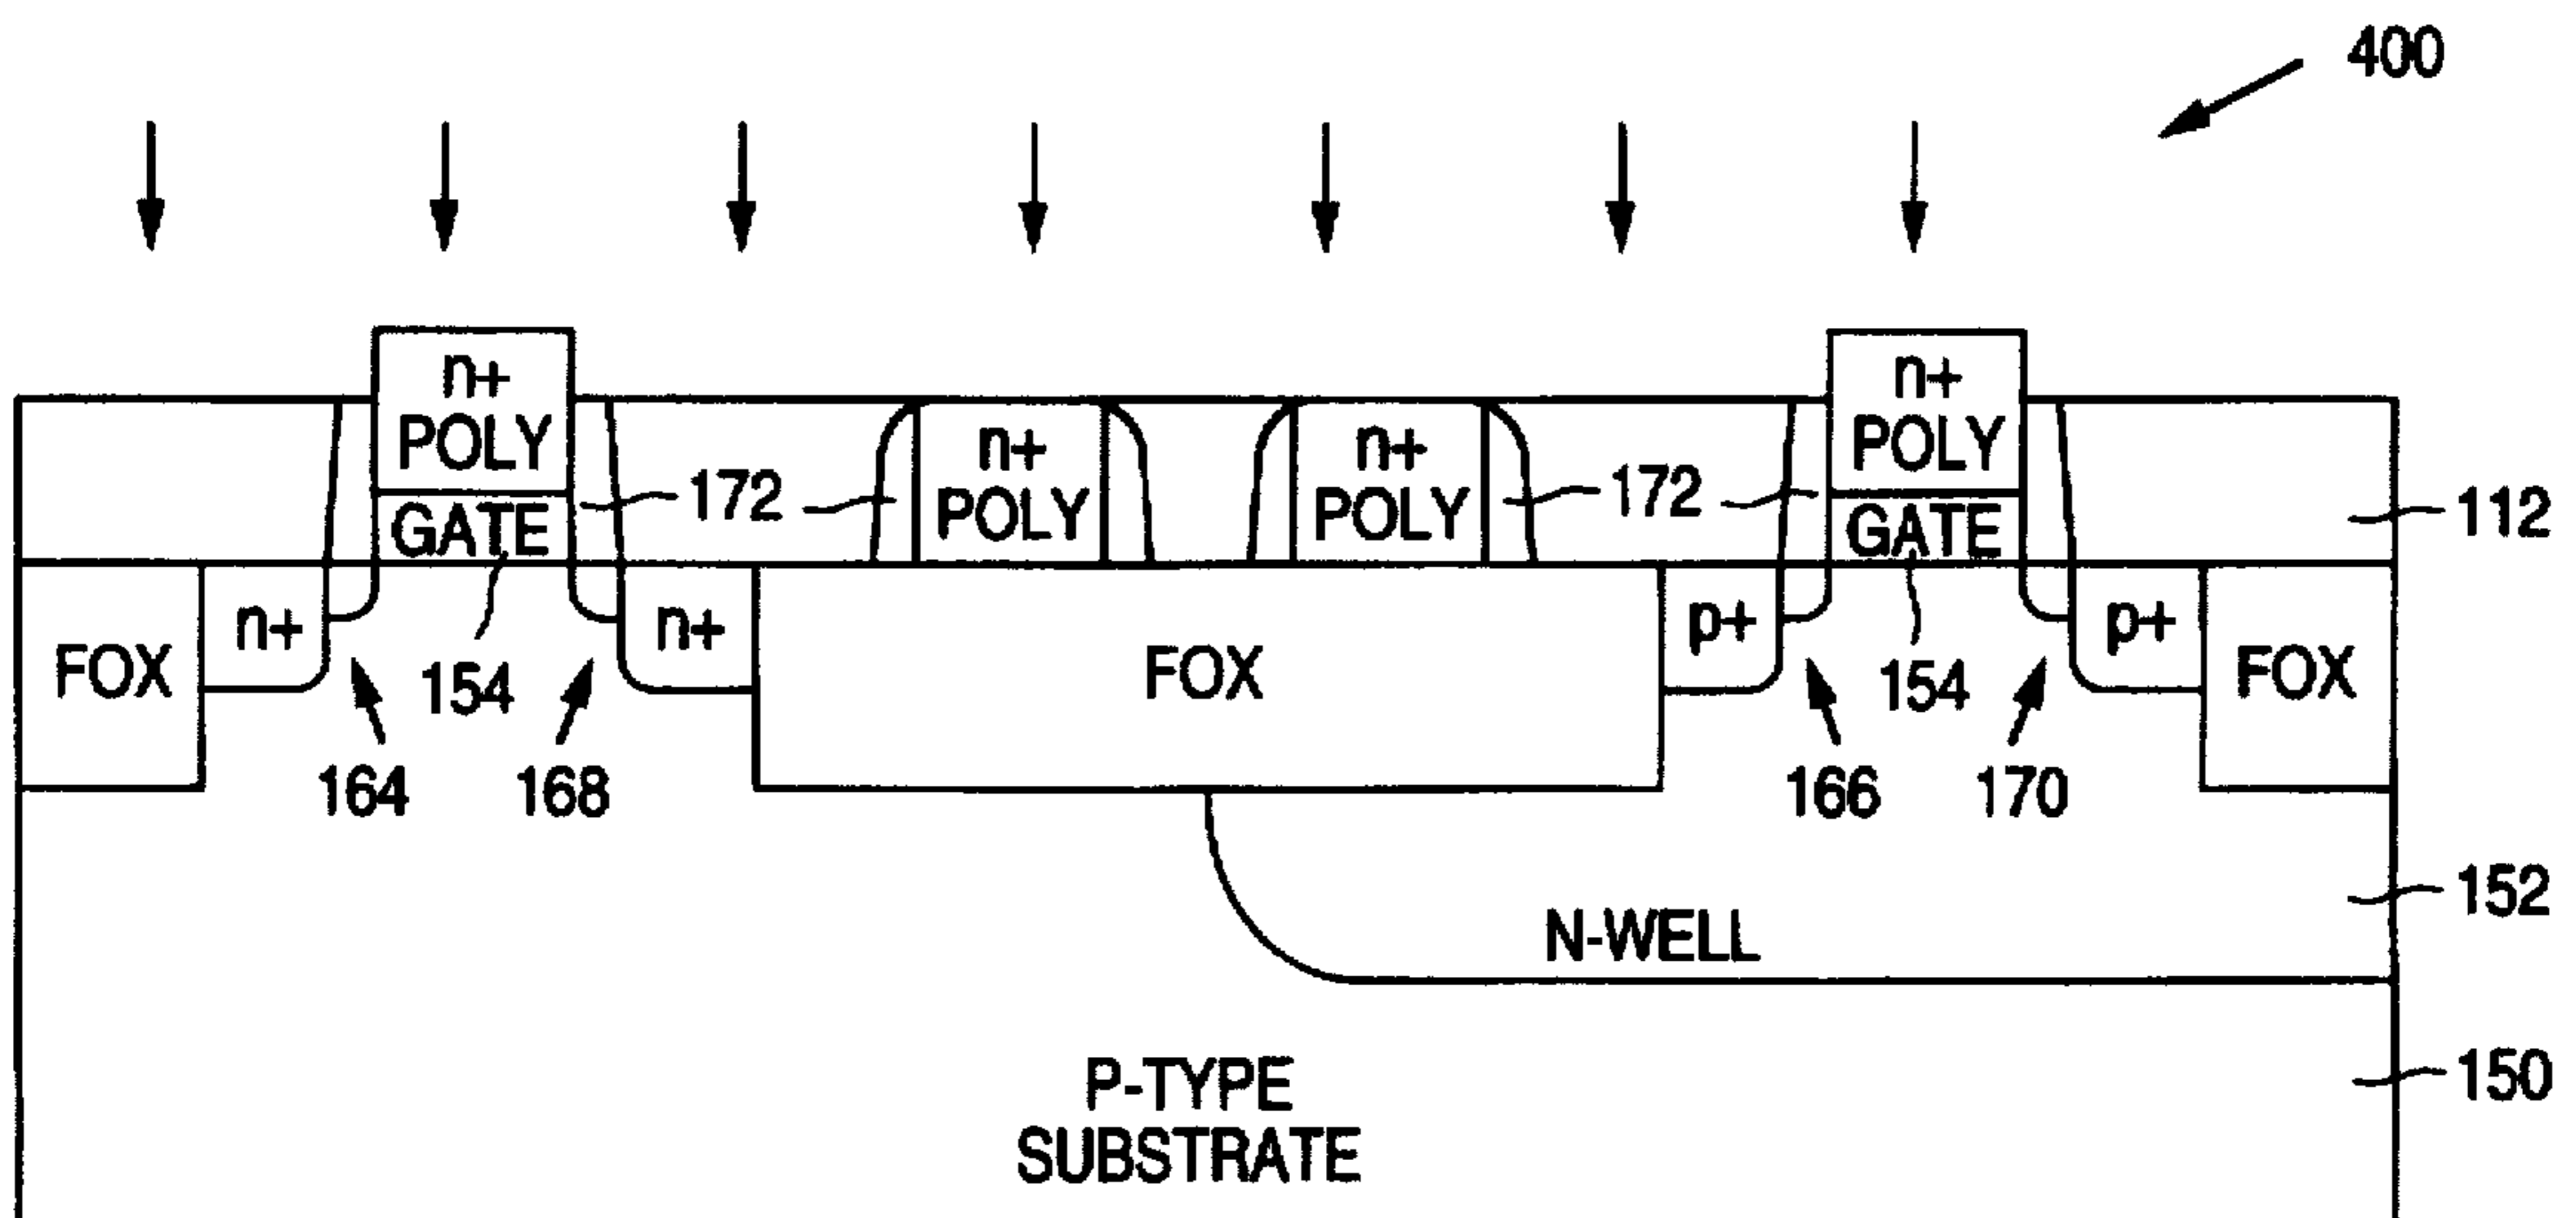 400
n+
POLY
n+
POLY
n+
POLY
n+
POLY
172
172
GATE
GATE
112
n+
n+
p+
p+
FOX
FOX
FOX
154
154
164
168
166
170
152
N-WELL
150
P-TYPE
SUBSTRATE